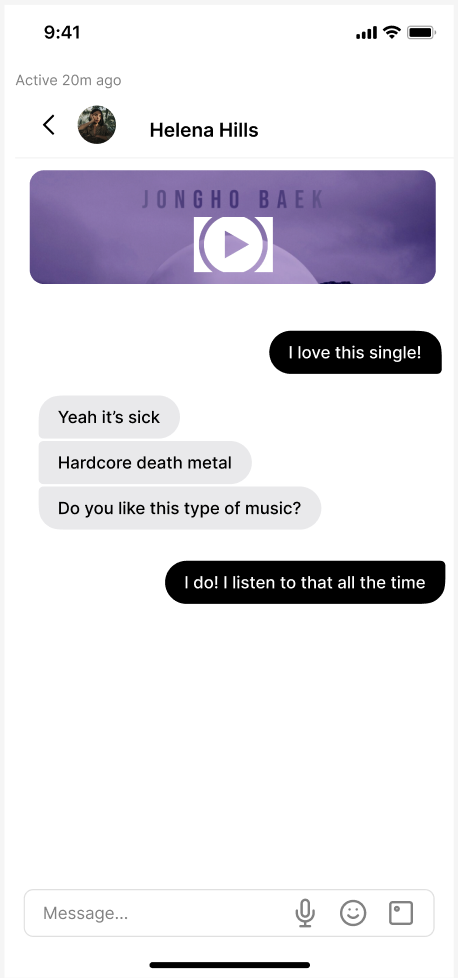 9:41
Active 20m ago
Helena Hills
JONGHO BAEK
I love this single!
Yeah it’s sick
Hardcore death metal
Do you like this type of music?
I do! I listen to that all the time
Message...